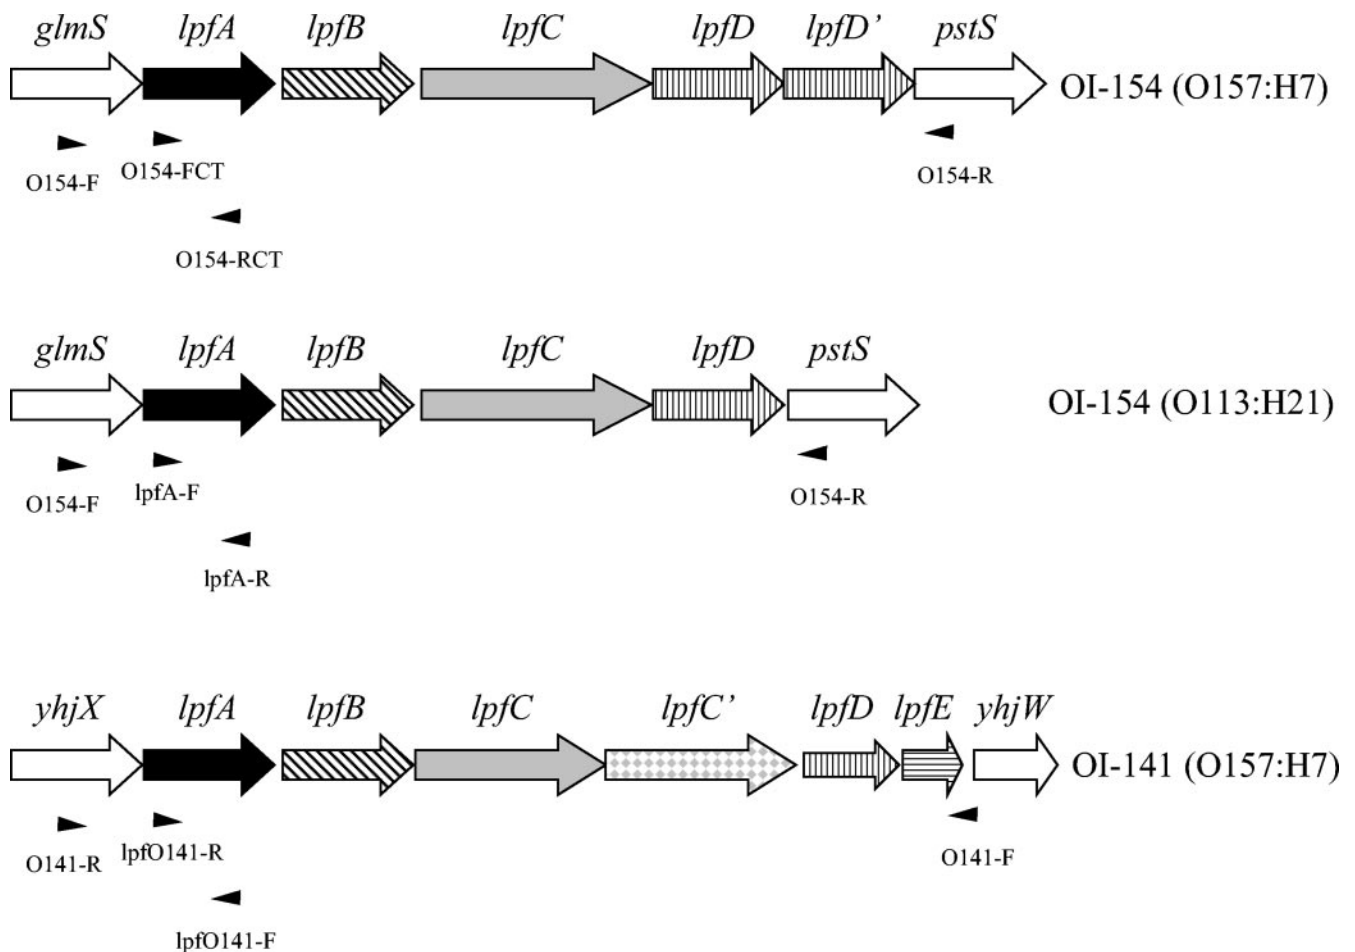 glmS lpfA lpfB lpfC lpfD lpfD’ pstS
OI-154 (O157:H7)
O154-F O154-FCT O154-R
O154-RCT
glmS lpfA lpfB lpfC lpfD pstS
OI-154 (O113:H21)
O154-F lpfA-F O154-R
lpfA-R
yhjX lpfA lpfB lpfC lpfC’ lpfD lpfE yhjW
OI-141 (O157:H7)
O141-R lpfO141-R O141-F
lpfO141-F